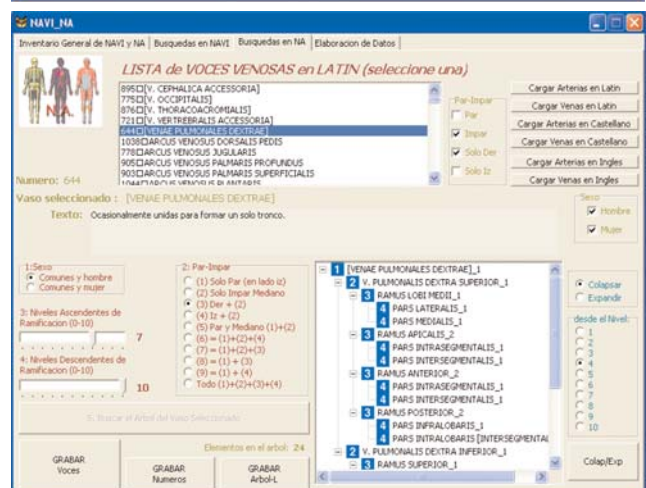 NAVI_NA
Inventario General de NAVI y NA
Busquedas en NAVI
Busquedas en NA
Elaboracion de Datos
LISTA de VOCES VENOSAS en LATIN (seleccione una)
N.A.
895□[V. CEPHALICA ACCESSORIA]
775□[V. OCCIPITALIS]
876□[V. THORACOACROMIALIS]
721□[V. VERTREBRALIS ACCESSORIA]
644□[VENAE PULMONALES DEXTRAE]
1038□ARCUS VENOSUS DORSALIS PEDIS
778□ARCUS VENOSUS JUGULARIS
905□ARCUS VENOSUS PALMARIS PROFUNDUS
903□ARCUS VENOSUS PALMARIS SUPERFICIALIS
1044□ARCUS VENOSUS PLANTARIS
Par-Impar
Par
Impar
Solo Der
Solo Iz
Cargar Arterias en Latin
Cargar Venas en Latin
Cargar Arterias en Castellano
Cargar Venas en Castellano
Cargar Arterias en Ingles
Cargar Venas en Ingles
Numero: 644
Vaso seleccionado : [VENAE PULMONALES DEXTRAE]
Texto: Ocasionalmente unidas para formar un solo tronco.
Sexo
Hombre
Mujer
1:Sexo
Comunes y hombre
Comunes y mujer
2: Par-Impar
(1) Solo Par (en lado iz)
(2) Solo Impar Mediano
(3) Der + (2)
(4) Iz + (2)
(5) Par y Mediano (1)+(2)
(6) = (1)+(2)+(4)
(7) = (1)+(2)+(3)
(8) = (1) + (3)
(9) = (1) + (4)
Todo (1)+(2)+(3)+(4)
3: Niveles Ascendentes de
Ramificacion (0-10)
7
4: Niveles Descendentes de
Ramificacion (0-10)
10
5: Buscar el Arbol del Vaso Seleccionado
Elementos en el arbol: 24
GRABAR
Voces
GRABAR
Numeros
GRABAR
Arbol-L
1 [VENAE PULMONALES DEXTRAE]_1
2 V. PULMONALIS DEXTRA SUPERIOR_1
3 RAMUS LOBI MEDII_1
4 PARS LATERALIS_1
4 PARS MEDIALIS_1
3 RAMUS APICALIS_2
4 PARS INTRASEGMENTALIS_1
4 PARS INTERSEGMENTALIS_1
3 RAMUS ANTERIOR_2
4 PARS INTRASEGMENTALIS_1
4 PARS INTERSEGMENTALIS_1
3 RAMUS POSTERIOR_2
4 PARS INFRALOBARIS_1
4 PARS INTRALOBARIS [INTERSEGMENTAL
2 V. PULMONALIS DEXTRA INFERIOR_1
3 RAMUS SUPERIOR_1
Colapsar
Expandir
desde el Nivel:
1
2
3
4
5
6
7
8
9
10
Colap/Exp